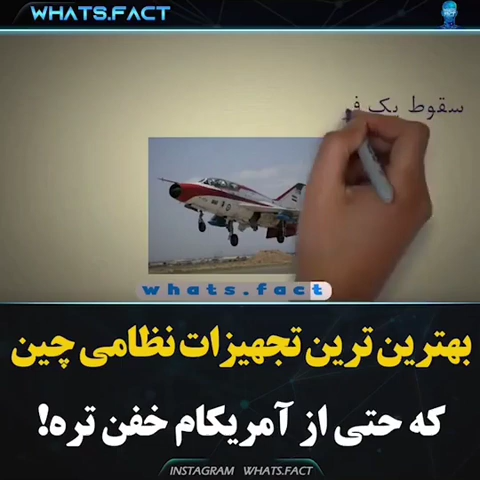 WHATS.FACT
سقوط یک
whats.fact
بهترین ترین تجهیزات نظامی چین
که حتی از آمریکام خفن تره!
INSTAGRAM WHATS.FACT